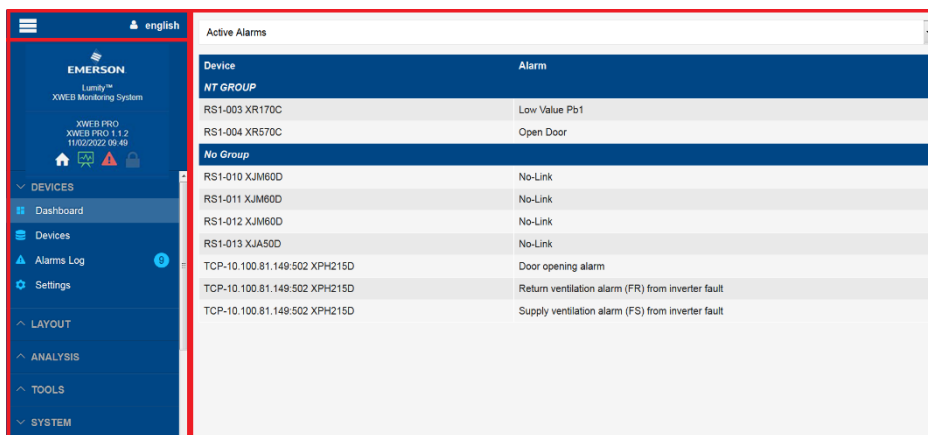 english
EMERSON
Lumity™
XWEB Monitoring System
XWEB PRO
XWEB PRO 1.1.2
11/02/2022 09:49
DEVICES
Dashboard
Devices
Alarms Log 9
Settings
LAYOUT
ANALYSIS
TOOLS
SYSTEM
Active Alarms
Device Alarm
NT GROUP
RS1-003 XR170C Low Value Pb1
RS1-004 XR570C Open Door
No Group
RS1-010 XJM60D No-Link
RS1-011 XJM60D No-Link
RS1-012 XJM60D No-Link
RS1-013 XJA50D No-Link
TCP-10.100.81.149:502 XPH215D Door opening alarm
TCP-10.100.81.149:502 XPH215D Return ventilation alarm (FR) from inverter fault
TCP-10.100.81.149:502 XPH215D Supply ventilation alarm (FS) from inverter fault